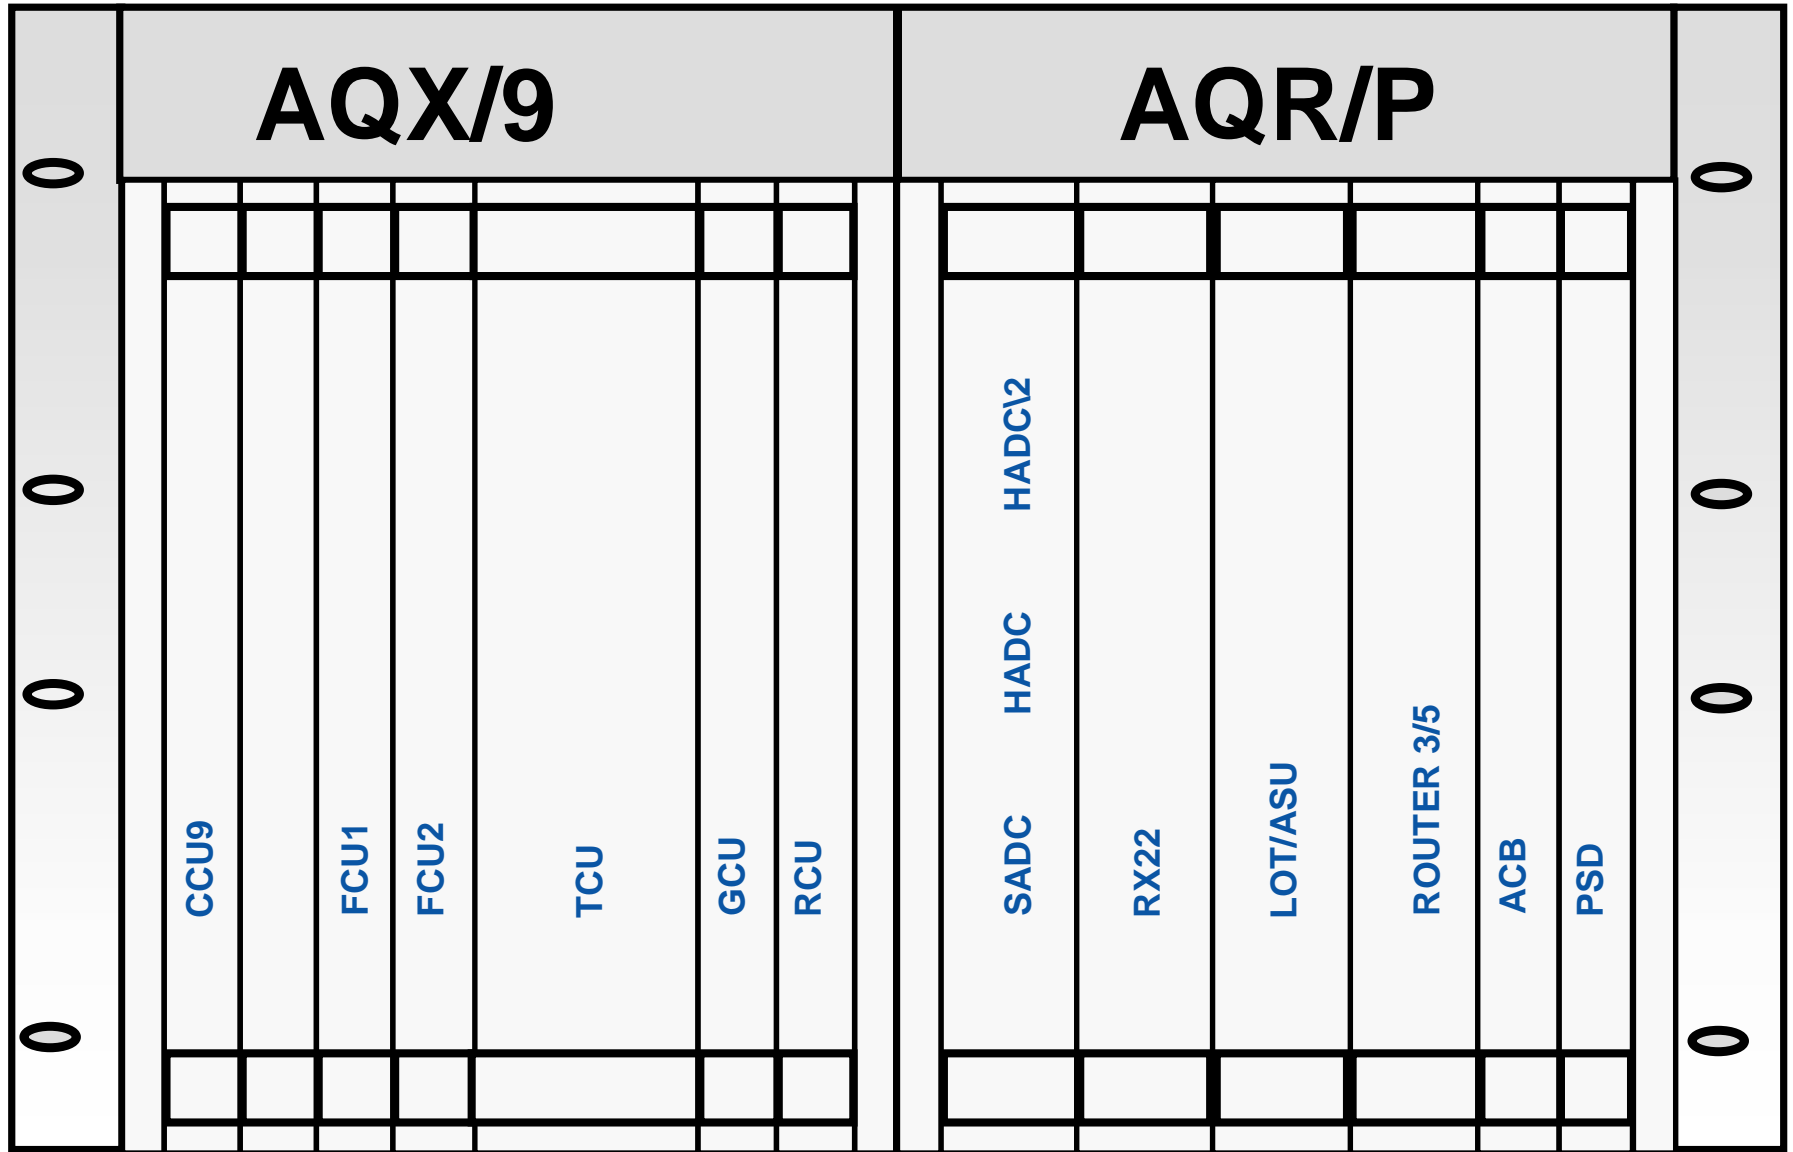 AQX/9
AQR/P
CCU9
FCU1
FCU2
TCU
GCU
RCU
SADC HADC HADC\2
RX22
LOT/ASU
ROUTER 3/5
ACB
PSD